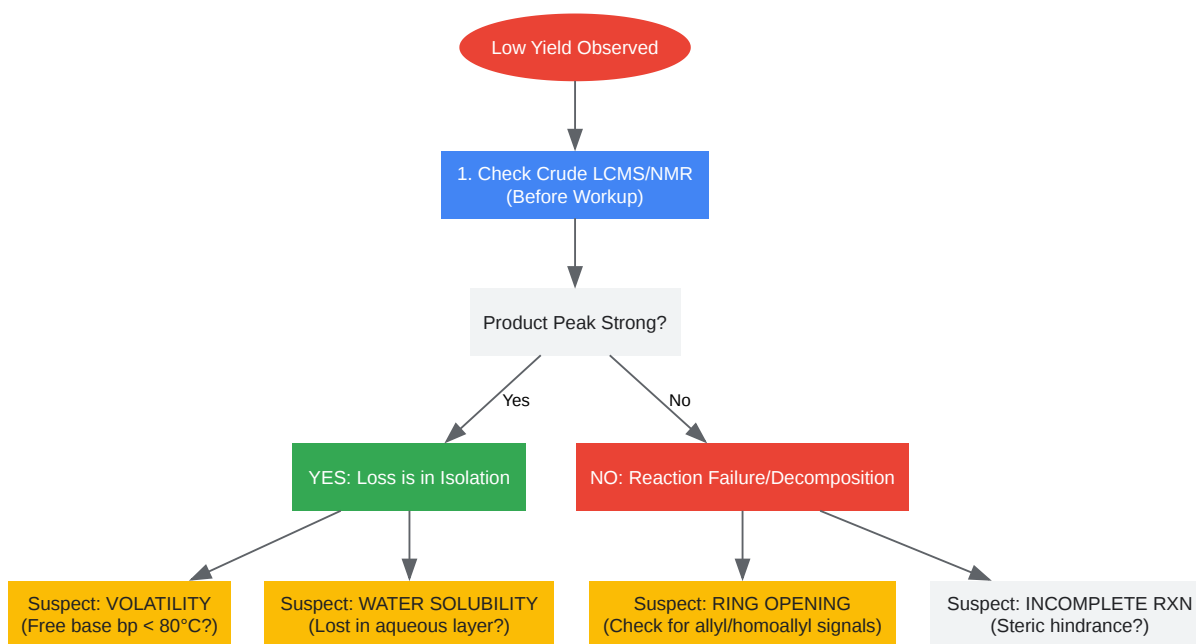 Low Yield Observed
1. Check Crude LCMS/NMR
(Before Workup)
Product Peak Strong?
Yes
No
YES: Loss is in Isolation
NO: Reaction Failure/Decomposition
Suspect: VOLATILITY
(Free base bp < 80°C?)
Suspect: WATER SOLUBILITY
(Lost in aqueous layer?)
Suspect: RING OPENING
(Check for allyl/homoallyl signals)
Suspect: INCOMPLETE RXN
(Steric hindrance?)